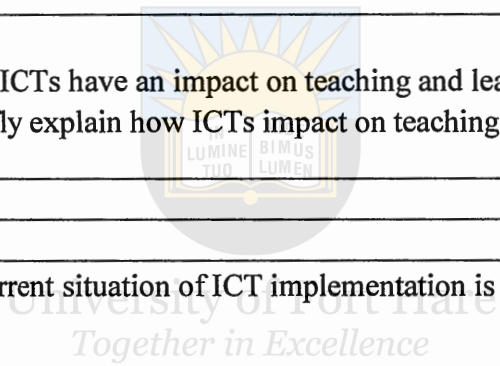 ICTs have an impact on teaching and lea
ly explain how ICTs impact on teaching
IN
LUMINE BIMUS
TUO LUMEN
rrent situation of ICT implementation is
University of Fort Hare
Together in Excellence